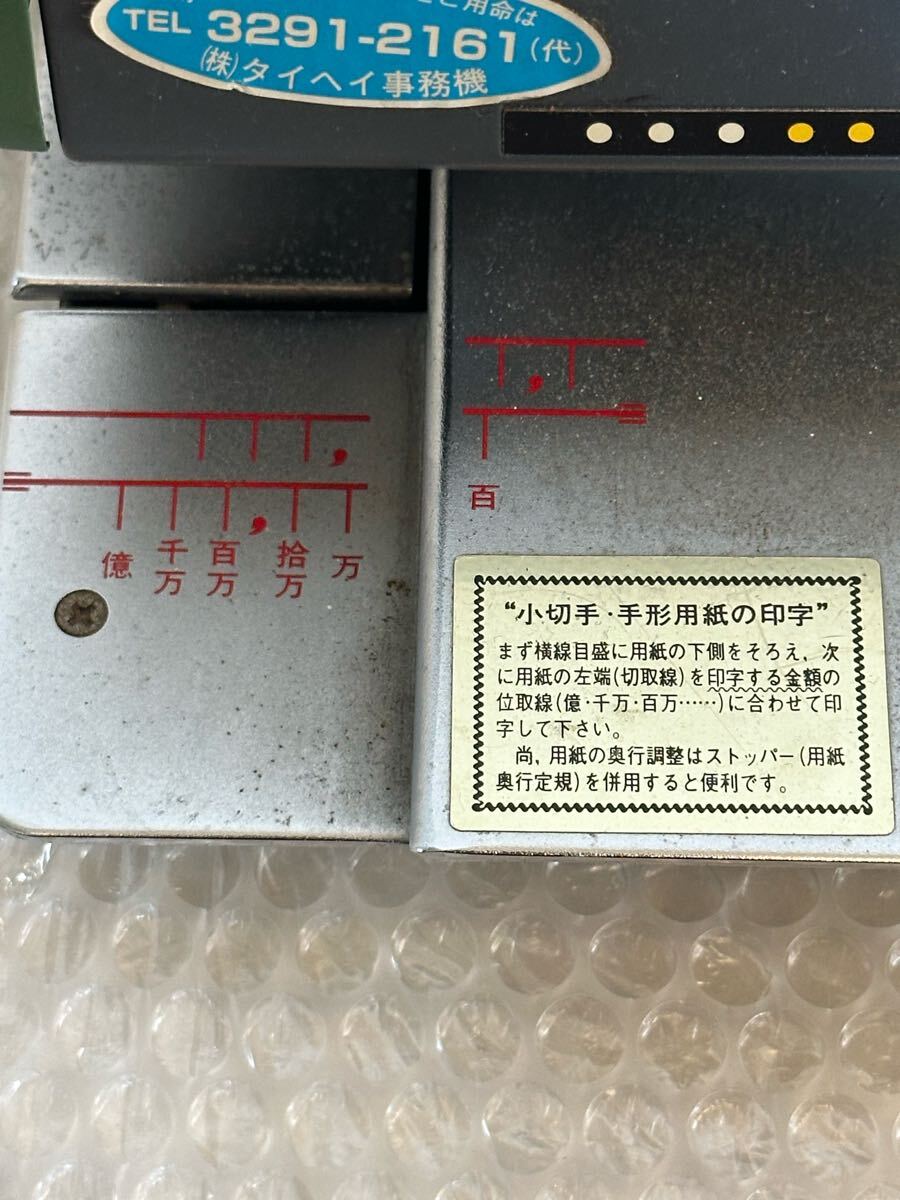 ご用命は
TEL 3291-2161(代)
(株)タイヘイ事務機
,
,
百
,
億 千万 百万 , 拾万 万
“小切手・手形用紙の印字”
まず横線目盛に用紙の下側をそろえ, 次
に用紙の左端(切取線)を印字する金額の
位取線(億・千万・百万……)に合わせて印
字して下さい。
尚, 用紙の奥行調整はストッパー(用紙
奥行定規)を併用すると便利です。